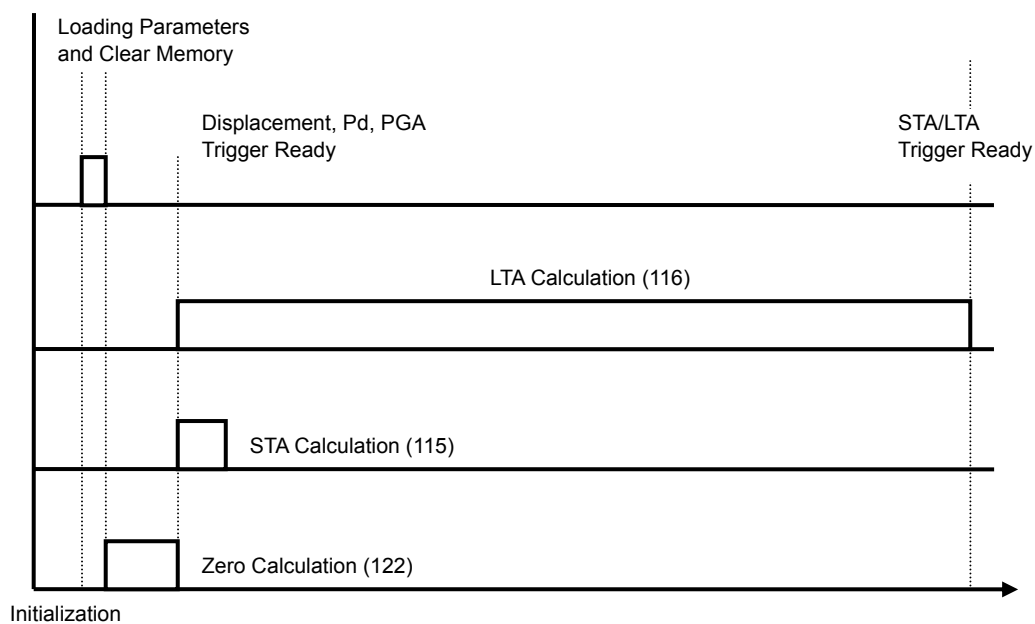 Loading Parameters
and Clear Memory
Displacement, Pd, PGA
Trigger Ready
STA/LTA
Trigger Ready
LTA Calculation (116)
STA Calculation (115)
Zero Calculation (122)
Initialization